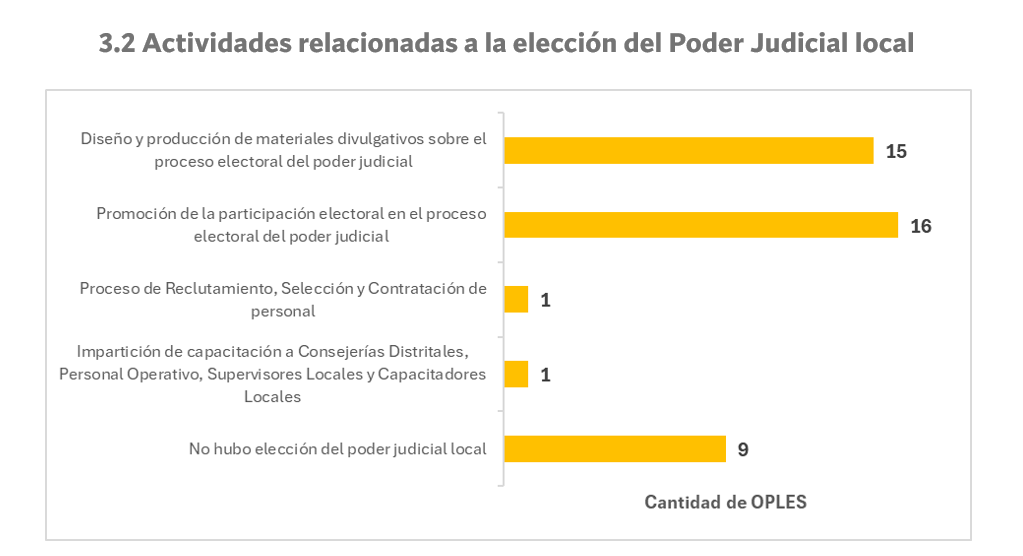 3.2 Actividades relacionadas a la elección del Poder Judicial local
Diseño y producción de materiales divulgativos sobre el
proceso electoral del poder judicial
15
Promoción de la participación electoral en el proceso
electoral del poder judicial
16
Proceso de Reclutamiento, Selección y Contratación de
personal
1
Impartición de capacitación a Consejerías Distritales,
Personal Operativo, Supervisores Locales y Capacitadores
Locales
1
No hubo elección del poder judicial local
9
Cantidad de OPLES